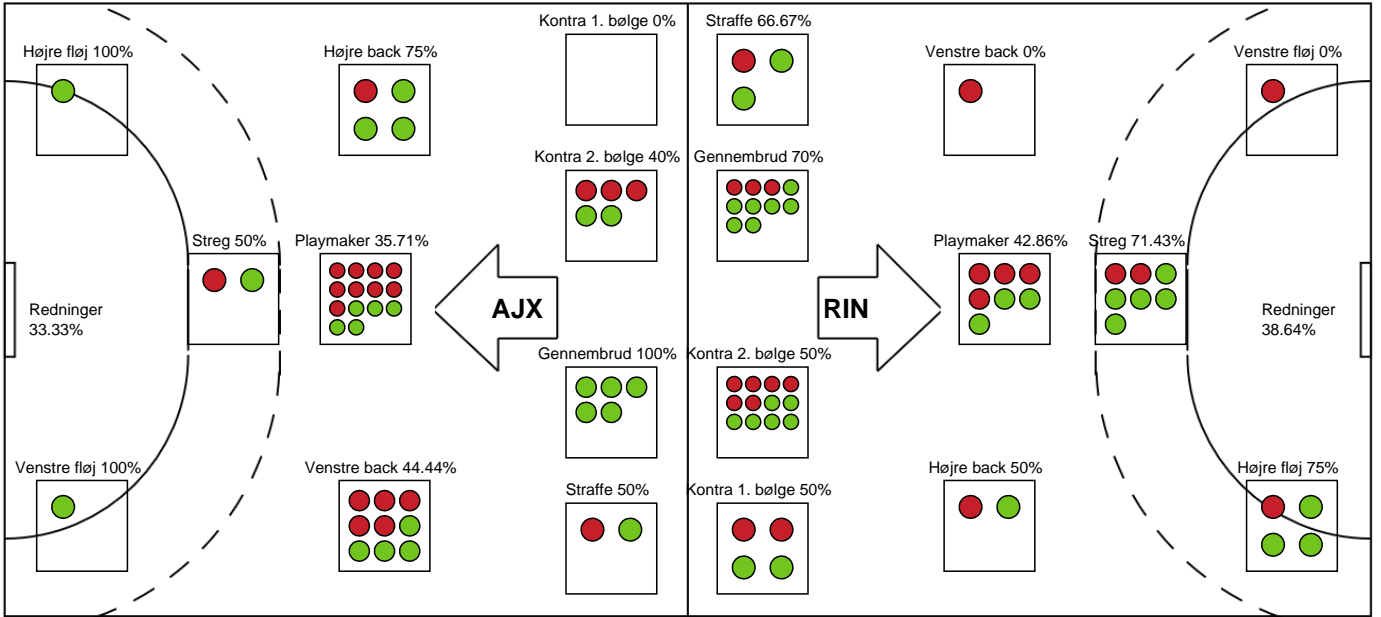 Kontra 1. bølge 0%
Straffe 66.67%
Højre fløj 100%
Højre back 75%
Venstre back 0%
Venstre fløj 0%
Kontra 2. bølge 40%
Gennembrud 70%
Streg 50%
Playmaker 35.71%
Playmaker 42.86%
Streg 71.43%
Redninger
33.33%
AJX
RIN
Redninger
38.64%
Gennembrud 100%
Kontra 2. bølge 50%
Venstre fløj 100%
Venstre back 44.44%
Højre back 50%
Højre fløj 75%
Straffe 50%
Kontra 1. bølge 50%